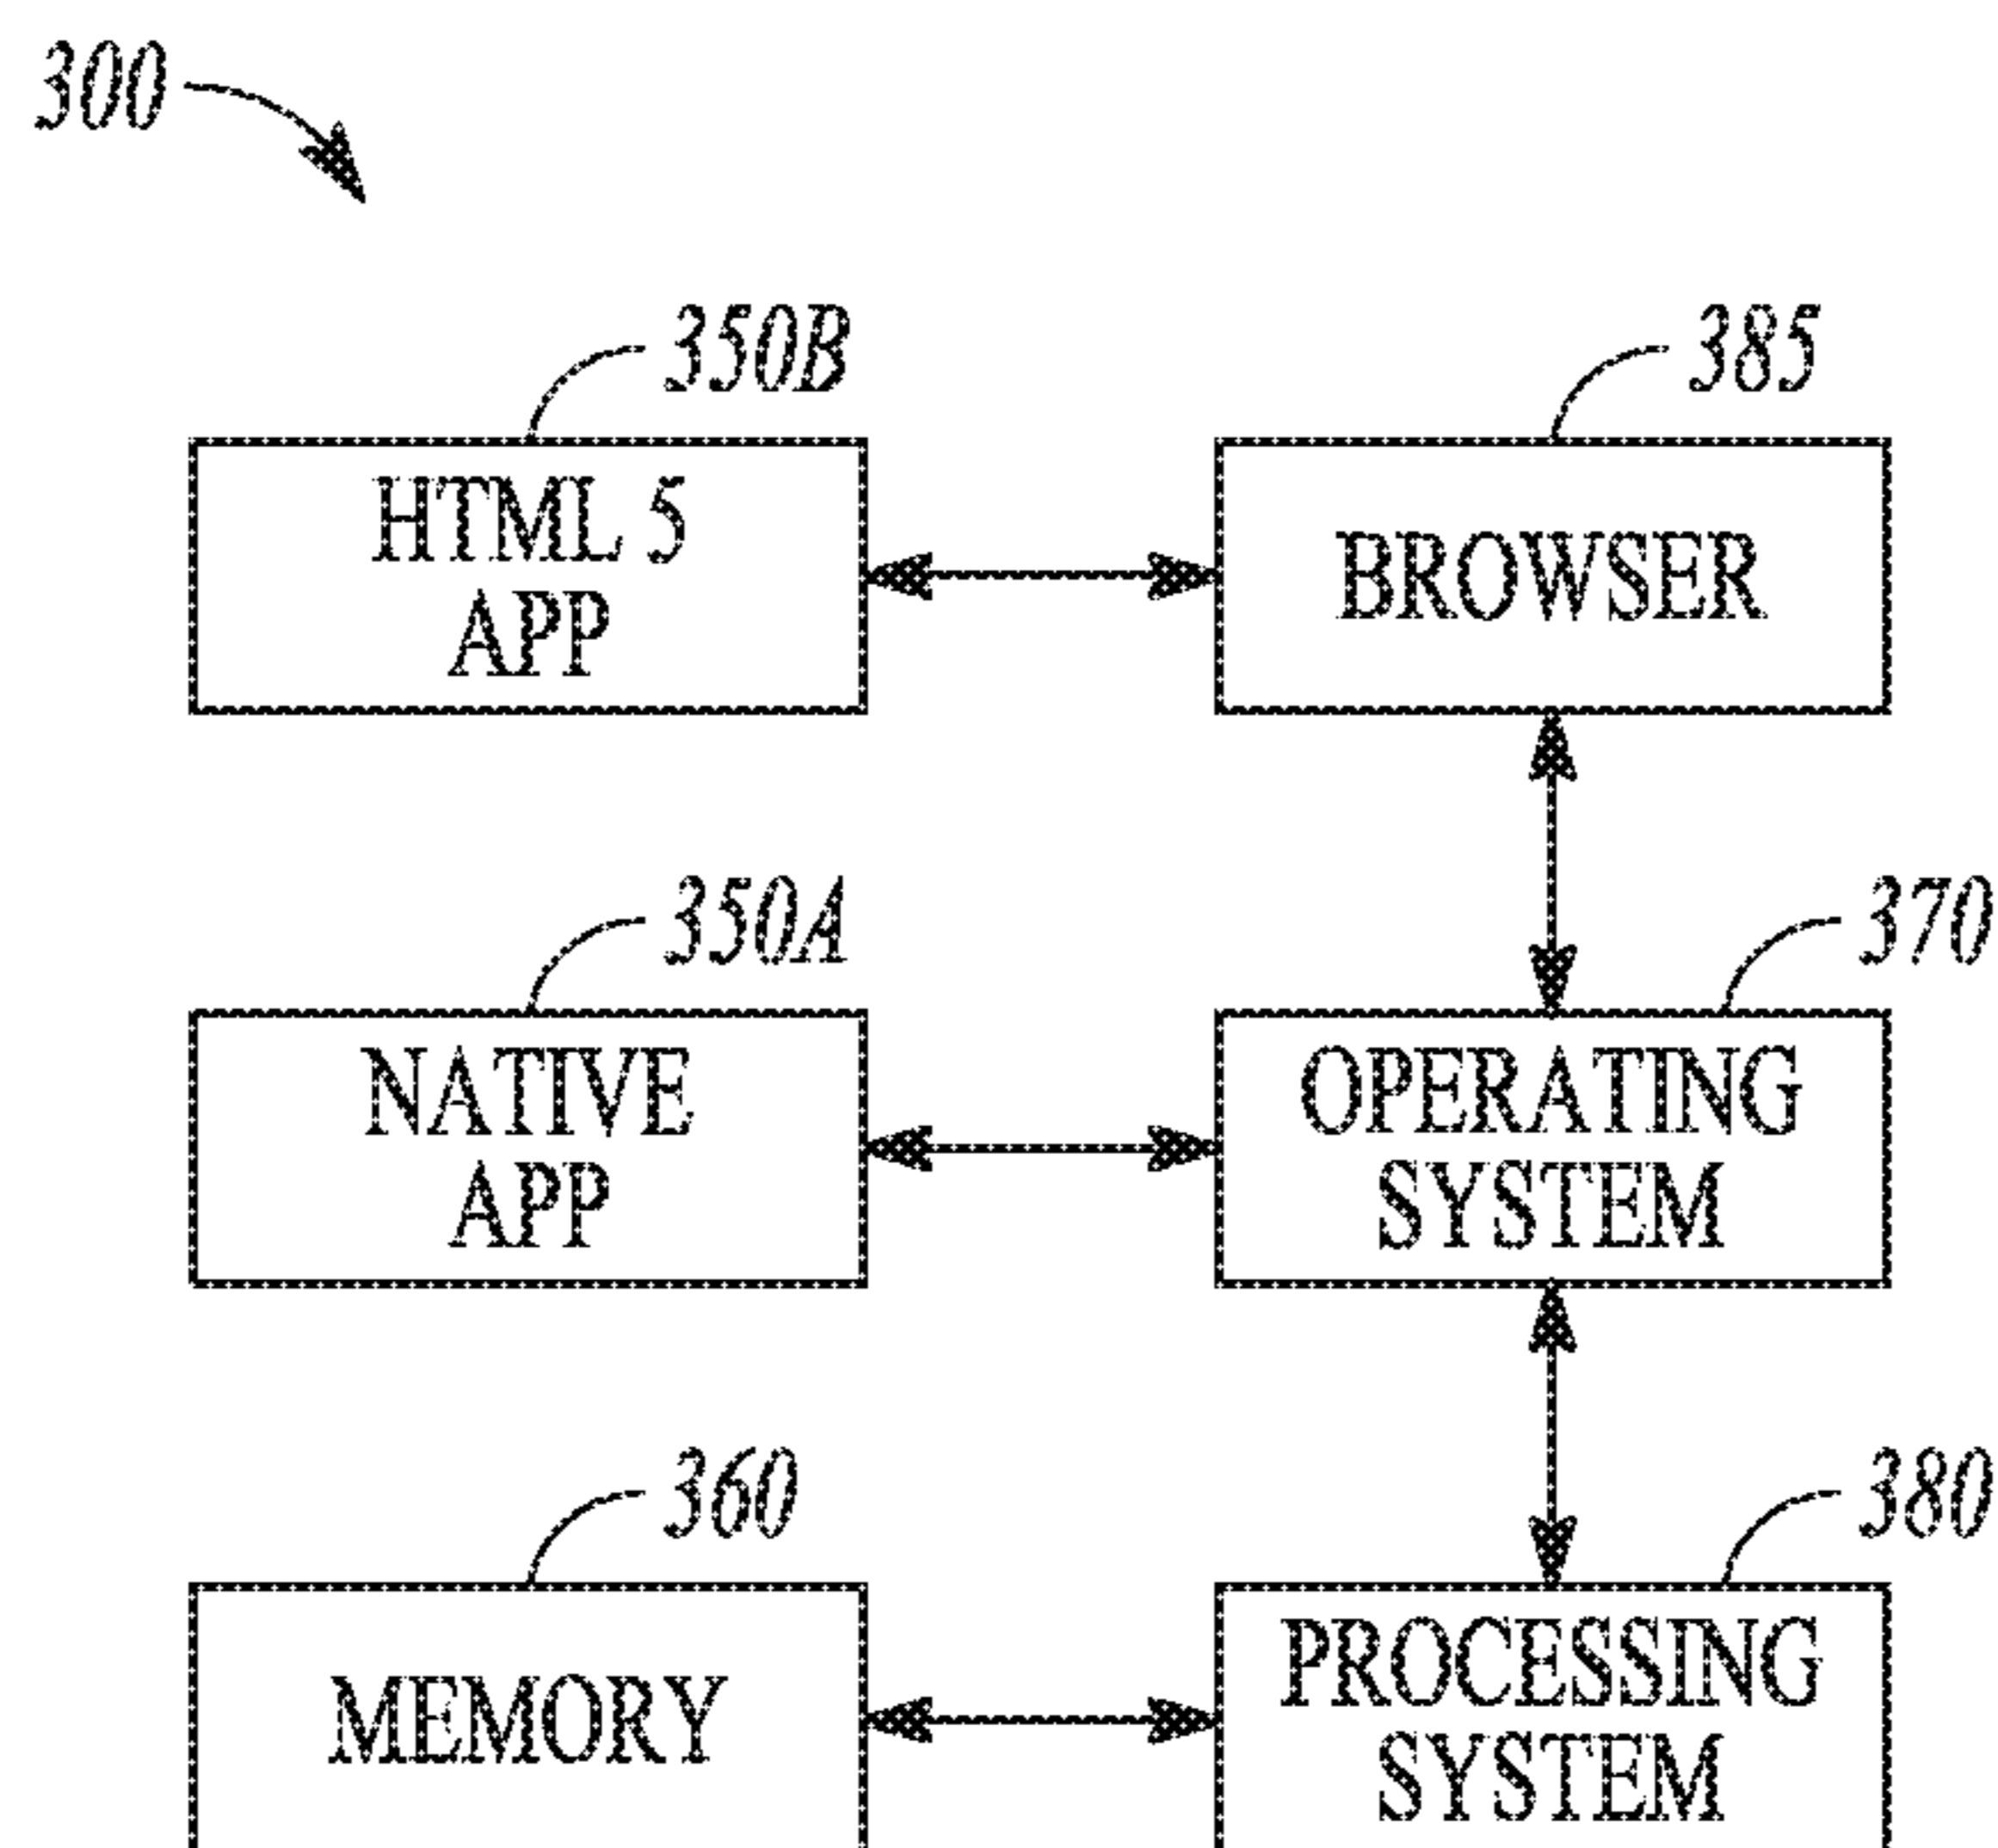 300
350B
385
HTML 5
APP
BROWSER
350A
370
NATIVE
APP
OPERATING
SYSTEM
360
380
MEMORY
PROCESSING
SYSTEM